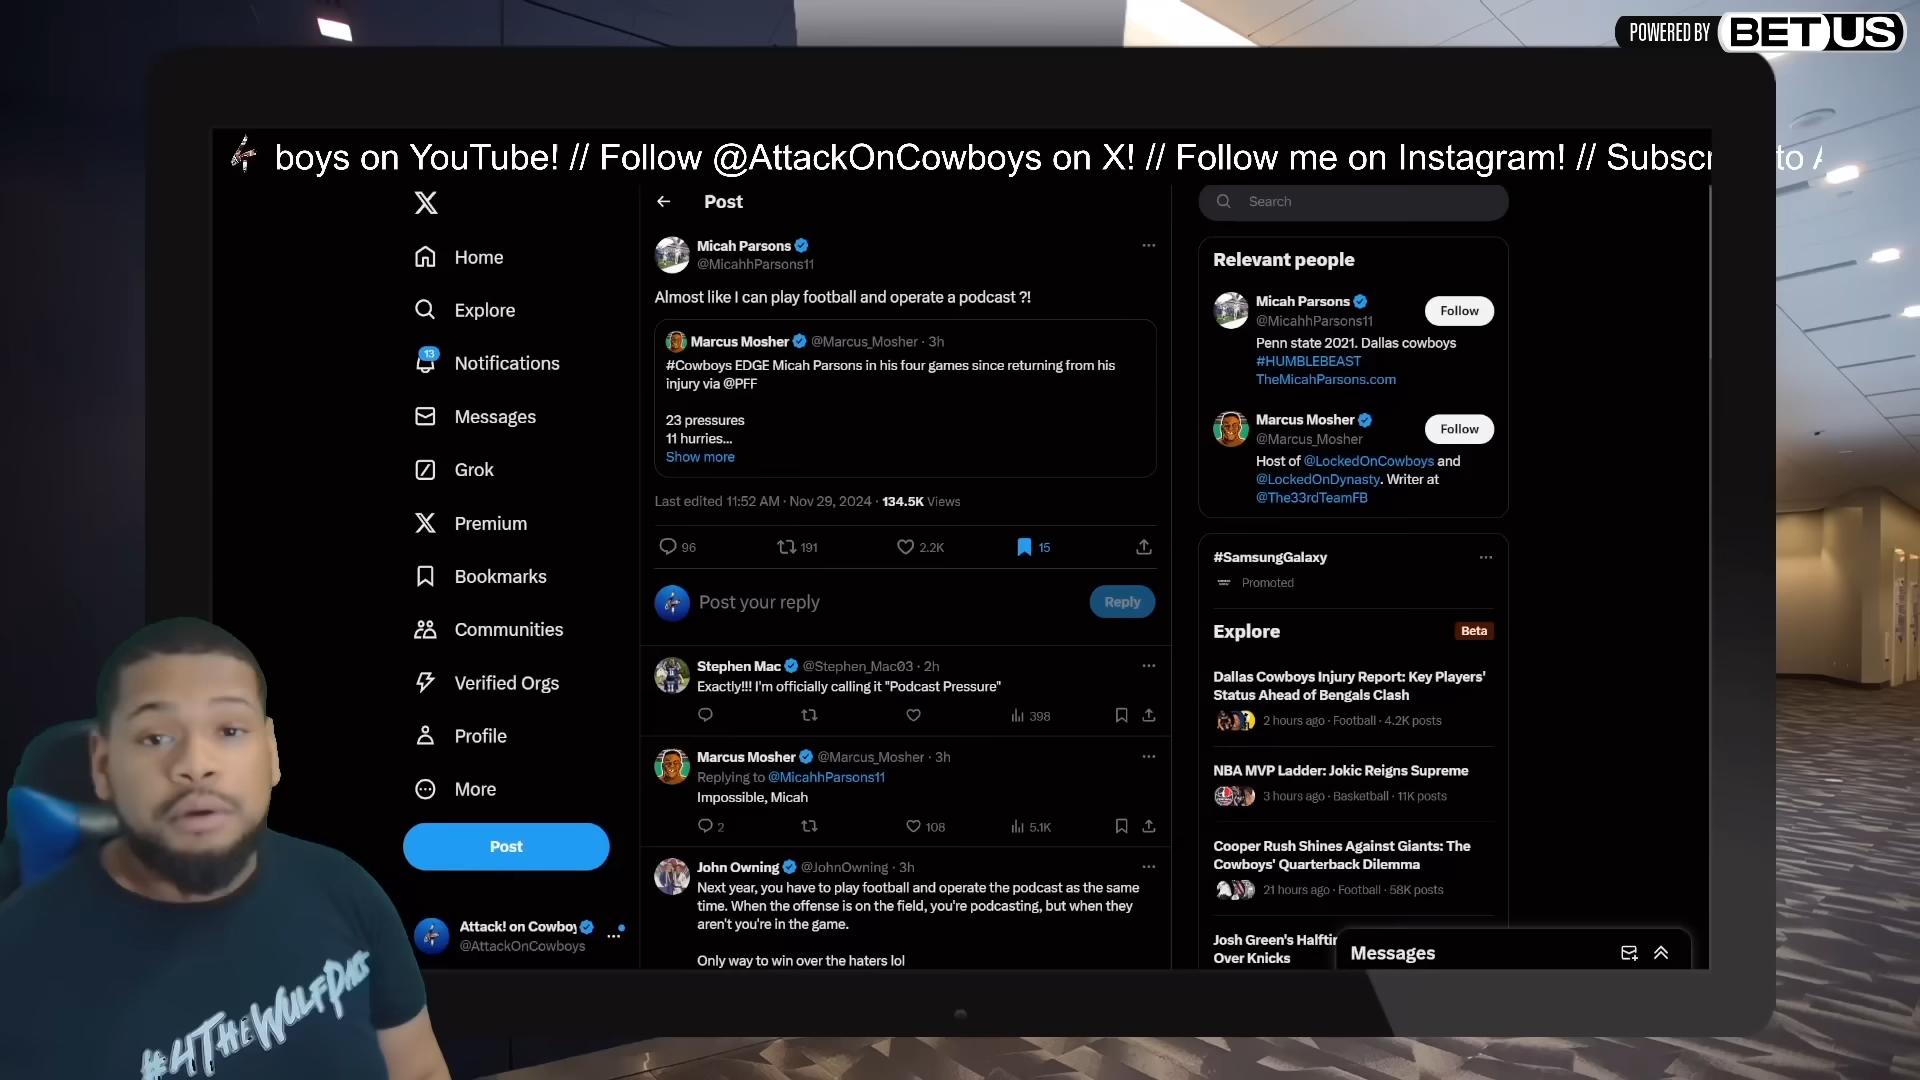 POWERED BY BETUS
boys on YouTube! // Follow @AttackOnCowboys on X! // Follow me on Instagram! // to
Home
Explore
13
Notifications
Messages
Grok
Premium
Bookmarks
Communities
Verified Orgs
Profile
More
Post
Attack! on Cowboy
@AttackOnCowboys
Post
Micah Parsons
@MicahhParsons11
Almost like I can play football and operate a podcast ?!
Marcus Mosher @Marcus_Mosher · 3h
#Cowboys EDGE Micah Parsons in his four games since returning from his
injury via @PFF
23 pressures
11 hurries...
Show more
Last edited 11:52 AM · Nov 29, 2024 · 134.5K Views
96 191 2.2K 15
Post your reply Reply
Stephen Mac @Stephen_Mac03 · 2h
Exactly!!! I'm officially calling it "Podcast Pressure"
398
Marcus Mosher @Marcus_Mosher · 3h
Replying to @MicahhParsons11
Impossible, Micah
2 108 5.1K
John Owning @JohnOwning · 3h
Next year, you have to play football and operate the podcast as the same
time. When the offense is on the field, you're podcasting, but when they
aren't you're in the game.
Only way to win over the haters lol
Search
Relevant people
Micah Parsons
@MicahhParsons11
Follow
Penn state 2021. Dallas cowboys
#HUMBLEBEAST
TheMicahParsons.com
Marcus Mosher
@Marcus_Mosher
Follow
Host of @LockedOnCowboys and
@LockedOnDynasty. Writer at
@The33rdTeamFB
#SamsungGalaxy
Promoted
Explore Beta
Dallas Cowboys Injury Report: Key Players'
Status Ahead of Bengals Clash
2 hours ago · Football · 4.2K posts
NBA MVP Ladder: Jokic Reigns Supreme
3 hours ago · Basketball · 11K posts
Cooper Rush Shines Against Giants: The
Cowboys' Quarterback Dilemma
21 hours ago · Football · 58K posts
Josh Green's
Over Knicks
Messages
#4THEWULFPACK